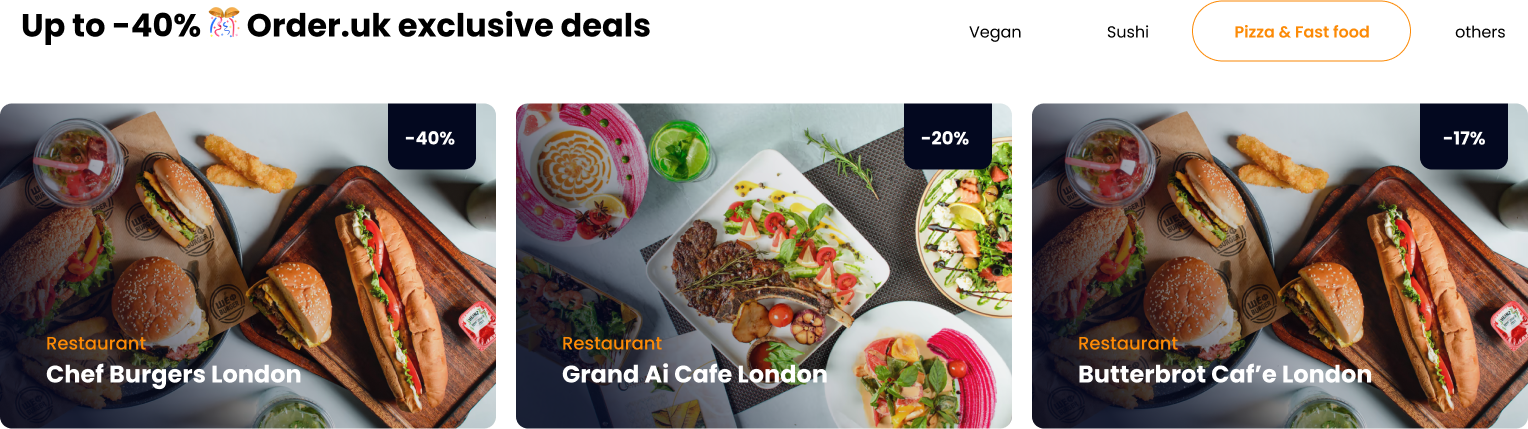 Up to -40% 🎊 Order.uk exclusive deals
Vegan
Sushi
Pizza & Fast food
others
-40%
Restaurant
Chef Burgers London
-20%
Restaurant
Grand Ai Cafe London
-17%
Restaurant
Butterbrot Caf’e London